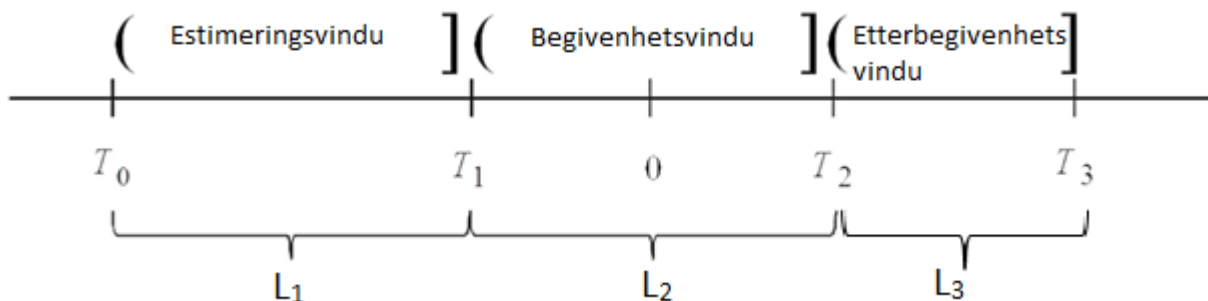 ( Estimeringsvindu ] ( Begivenhetsvindu ] ( Etterbegivenhets ]
vindu
T0 T1 0 T2 T3
L1 L2 L3